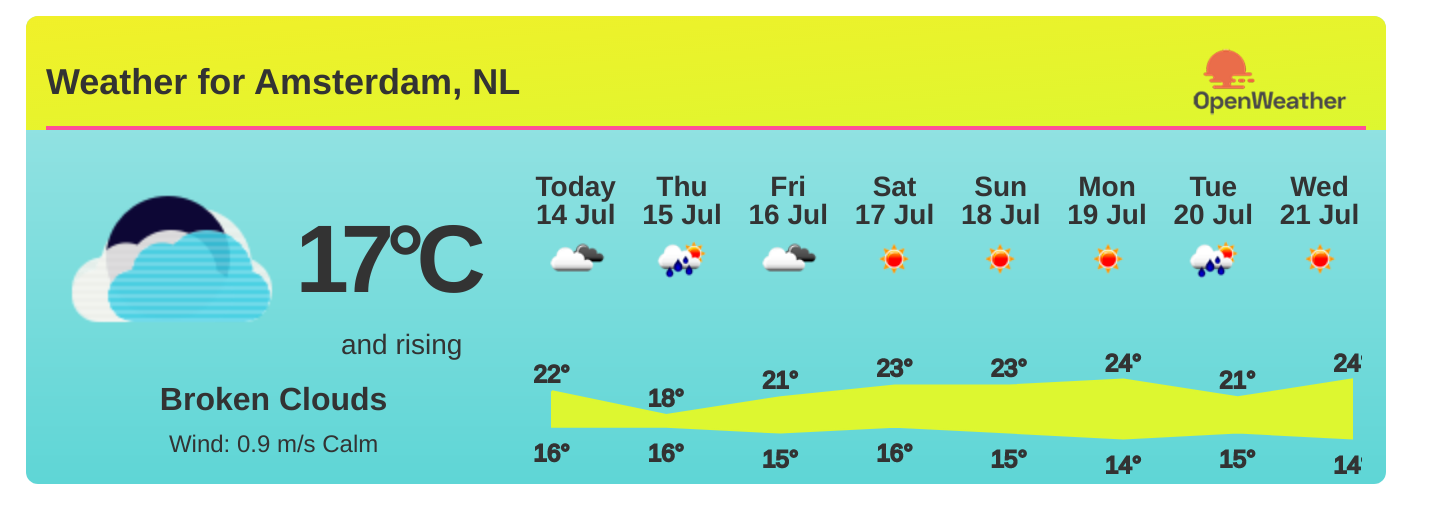 Weather for Amsterdam, NL
OpenWeather
17°C
and rising
Broken Clouds
Wind: 0.9 m/s Calm
Today Thu Fri Sat Sun Mon Tue Wed
14 Jul 15 Jul 16 Jul 17 Jul 18 Jul 19 Jul 20 Jul 21 Jul
22° 18° 21° 23° 23° 24° 21° 24°
16° 16° 15° 16° 15° 14° 15° 14°